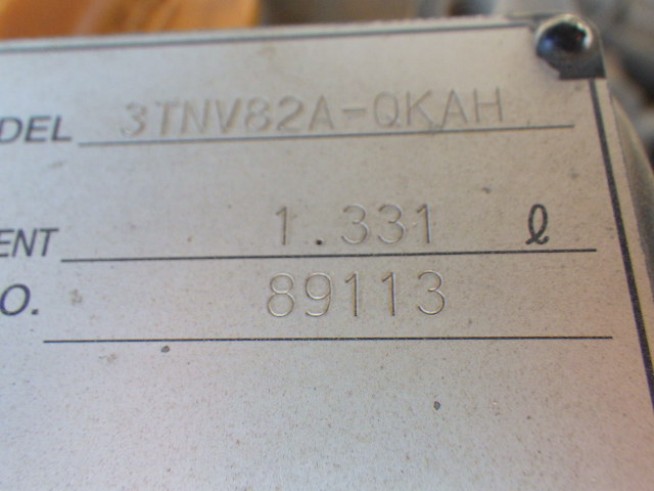 DEL 3TNV82A-QKAH
ENT 1.331 ℓ
O. 89113